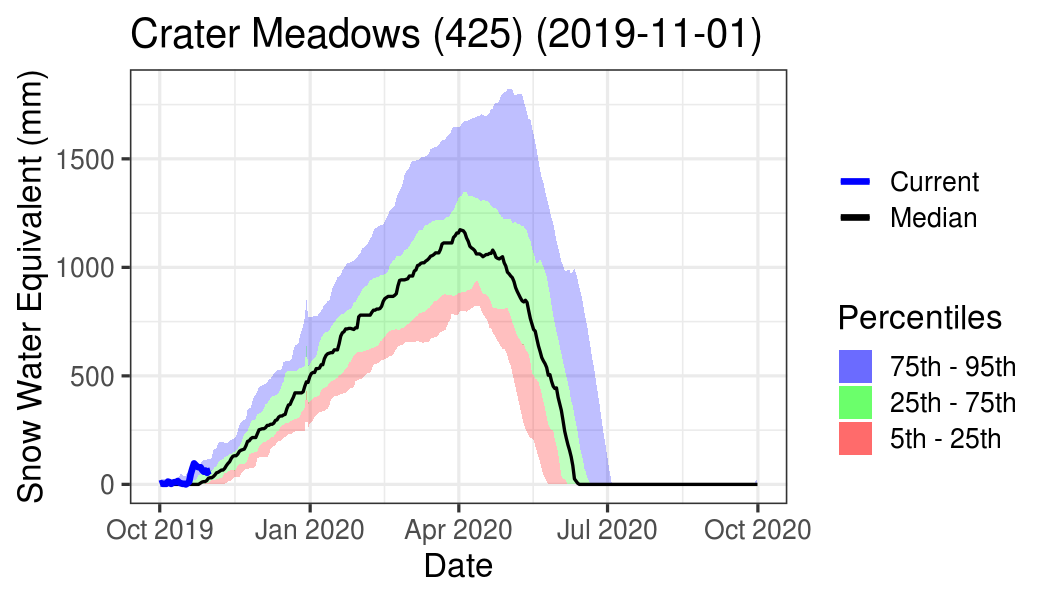 Crater Meadows (425) (2019-11-01)
Snow Water Equivalent (mm)
1500
1000
500
0
Oct 2019
Jan 2020
Apr 2020
Jul 2020
Oct 2020
Date
Current
Median
Percentiles
75th - 95th
25th - 75th
5th - 25th